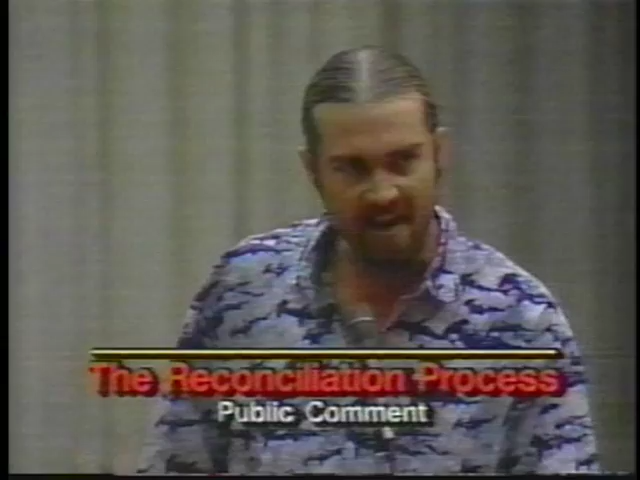 The Reconciliation Process
Public Comment